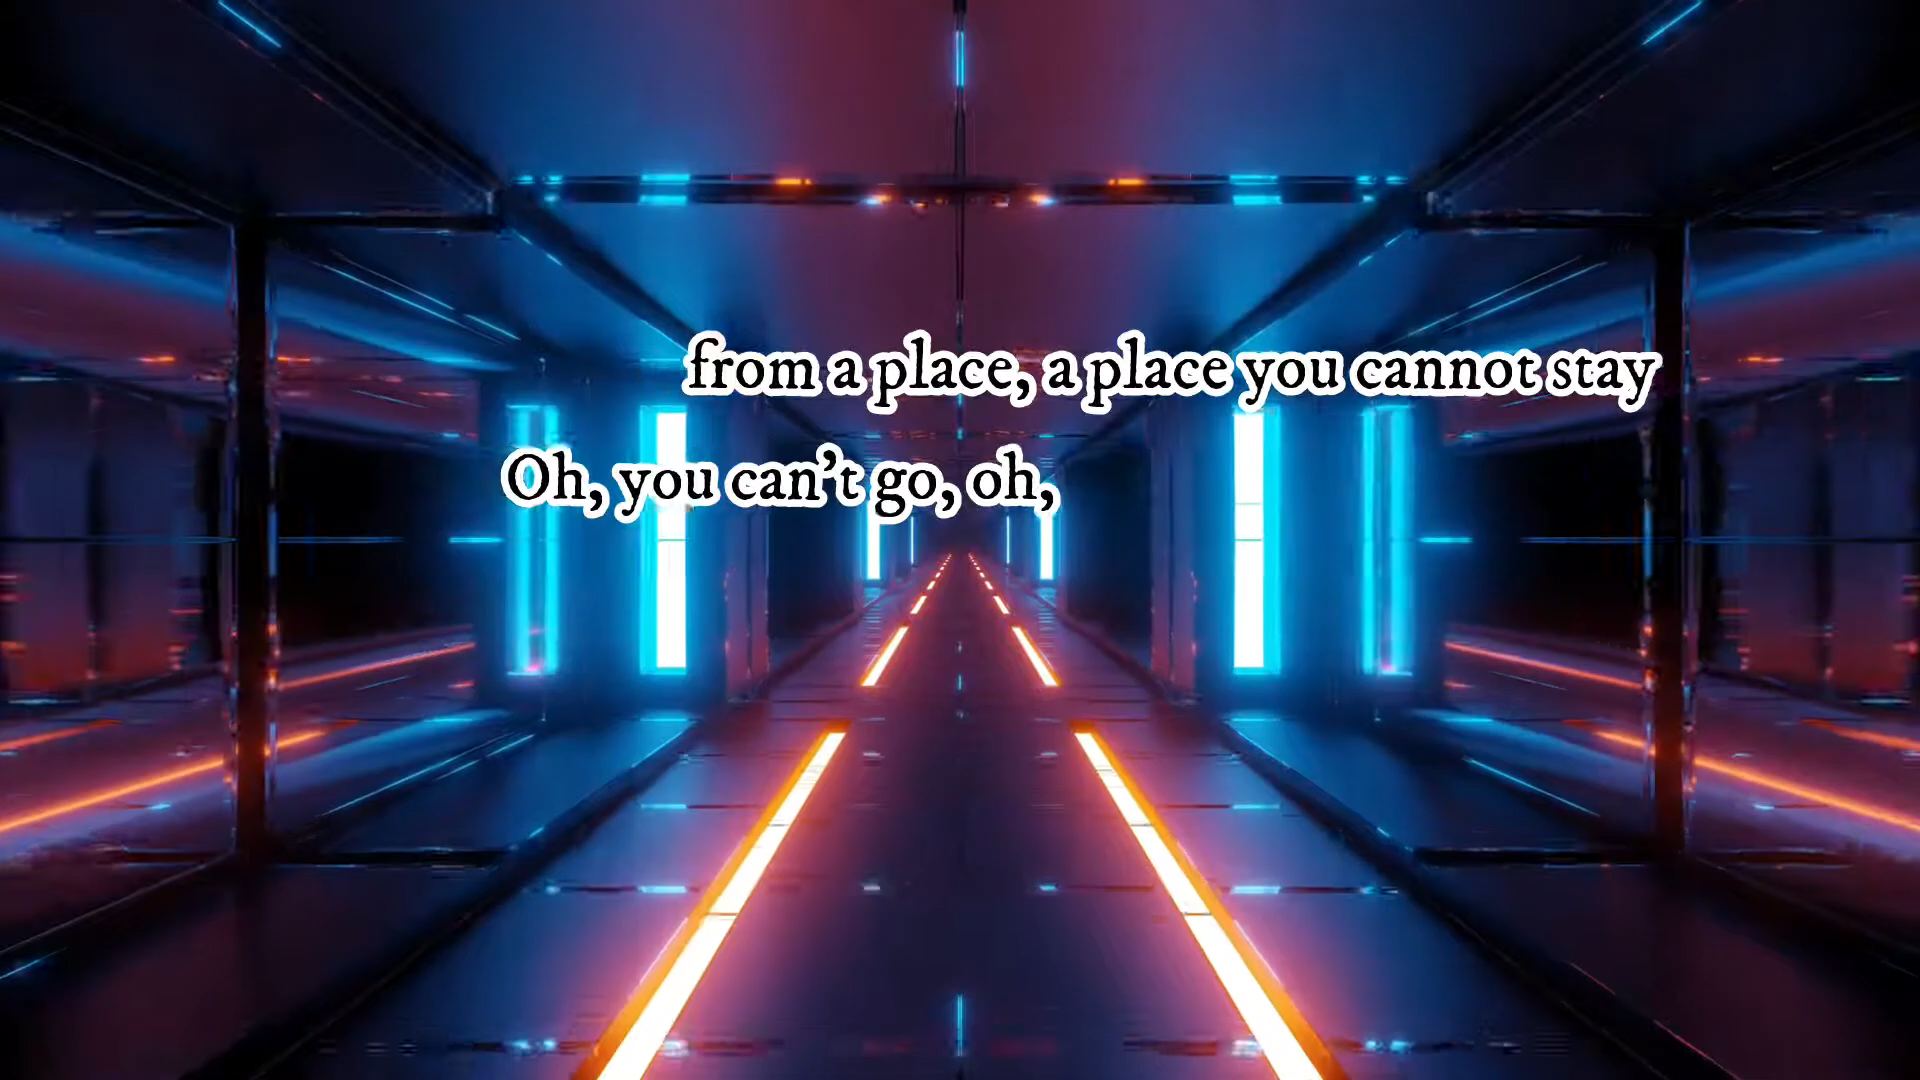 from a place, a place you cannot stay
Oh, you can’t go, oh,